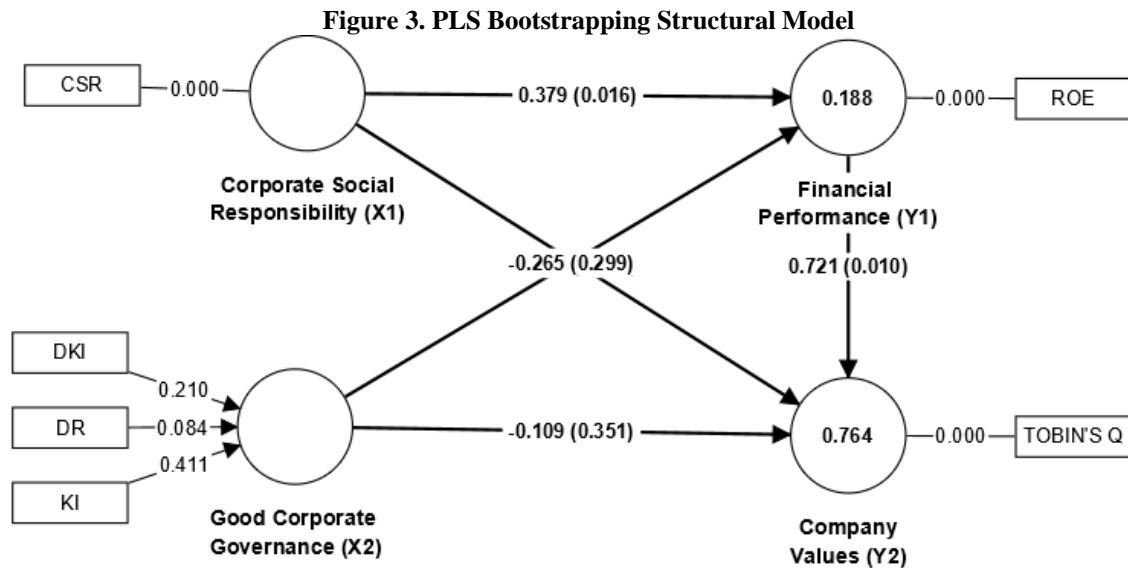 Figure 3. PLS Bootstrapping Structural Model
CSR
0.000
0.379 (0.016)
0.188
0.000
ROE
Corporate Social
Responsibility (X1)
Financial
Performance (Y1)
-0.265 (0.299)
0.721 (0.010)
DKI
0.210
DR
0.084
KI
0.411
-0.109 (0.351)
0.764
0.000
TOBIN'S Q
Good Corporate
Governance (X2)
Company
Values (Y2)